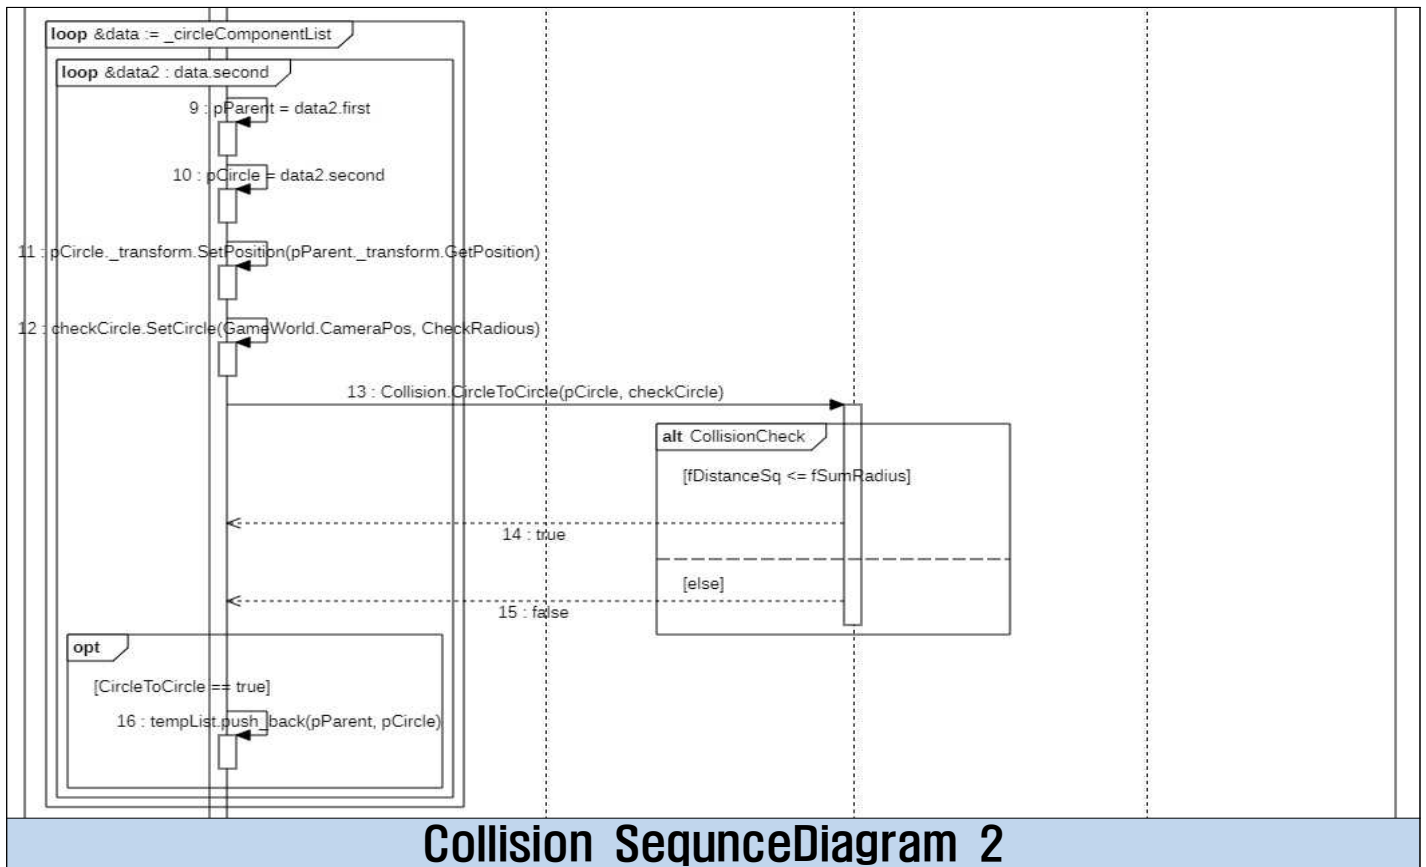 loop &data := _circleComponentList
loop &data2 : data.second
9 : pParent = data2.first
10 : pCircle = data2.second
11 : pCircle._transform.SetPosition(pParent._transform.GetPosition)
12 : checkCircle.SetCircle(GameWorld.CameraPos, CheckRadious)
13 : Collision.CircleToCircle(pCircle, checkCircle)
alt CollisionCheck
[fDistanceSq <= fSumRadius]
14 : true
[else]
15 : false
opt
[CircleToCircle == true]
16 : tempList.push_back(pParent, pCircle)
Collision SequnceDiagram 2